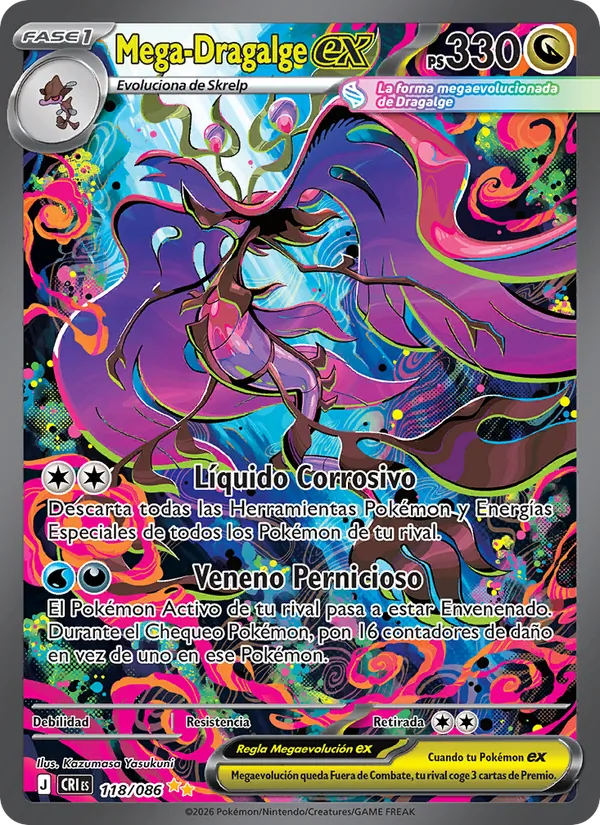 FASE 1
Mega-Dragalge ex
PS 330
Evoluciona de Skrelp
La forma megaevolucionada
de Dragalge
Líquido Corrosivo
Descarta todas las Herramientas Pokémon y Energías
Especiales de todos los Pokémon de tu rival.
Veneno Pernicioso
El Pokémon Activo de tu rival pasa a estar Envenenado.
Durante el Chequeo Pokémon, pon 16 contadores de daño
en vez de uno en ese Pokémon.
Debilidad Resistencia Retirada
Ilus. Kazumasa Yasukuni
Regla Megaevolución ex
Cuando tu Pokémon ex
Megaevolución queda Fuera de Combate, tu rival coge 3 cartas de Premio.
J CRI ES 118/086
©2026 Pokémon/Nintendo/Creatures/GAME FREAK